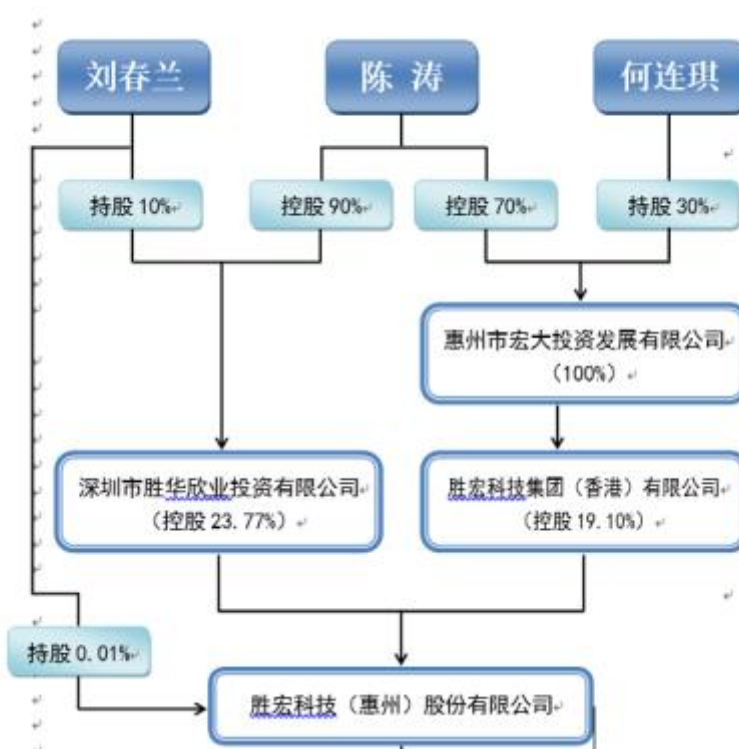 刘春兰
陈 涛
何连琪
持股 10%
控股 90%
控股 70%
持股 30%
惠州市宏大投资发展有限公司
（100%）
深圳市胜华欣业投资有限公司
（控股 23.77%）
胜宏科技集团（香港）有限公司
（控股 19.10%）
持股 0.01%
胜宏科技（惠州）股份有限公司